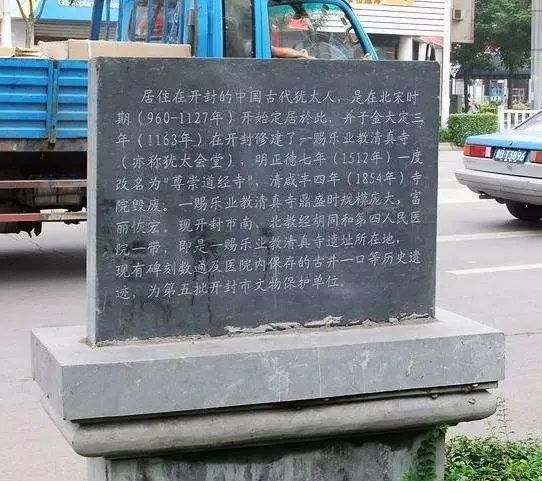 居住在开封的中国古代犹太人，是在北宋时
期（960-1127年）开始定居於此，并于金大定三
年（1163年）在开封修建了一赐乐业教清真寺
（亦称犹太会堂）。明正德七年（1512年）一度
改名为"尊崇道经寺"，清咸丰四年（1854年）寺
院毁废。一赐乐业教清真寺鼎盛时规模庞大，富
丽恢宏。现开封市南、北教经胡同和第四人民医
院一带，即是一赐乐业教清真寺遗址所在地，
现有碑刻数通及医院内保存的古井一口等历史遗
迹，为第五批开封市文物保护单位.